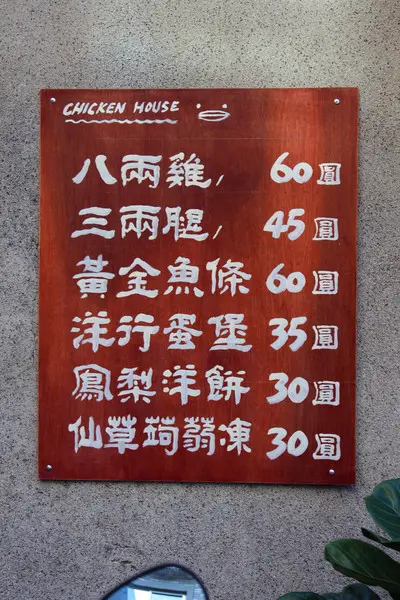 CHICKEN HOUSE
八兩雞, 60圓
三兩腿, 45圓
黃金魚條 60圓
洋行蛋堡 35圓
鳳梨洋餅 30圓
仙草蒟蒻凍 30圓